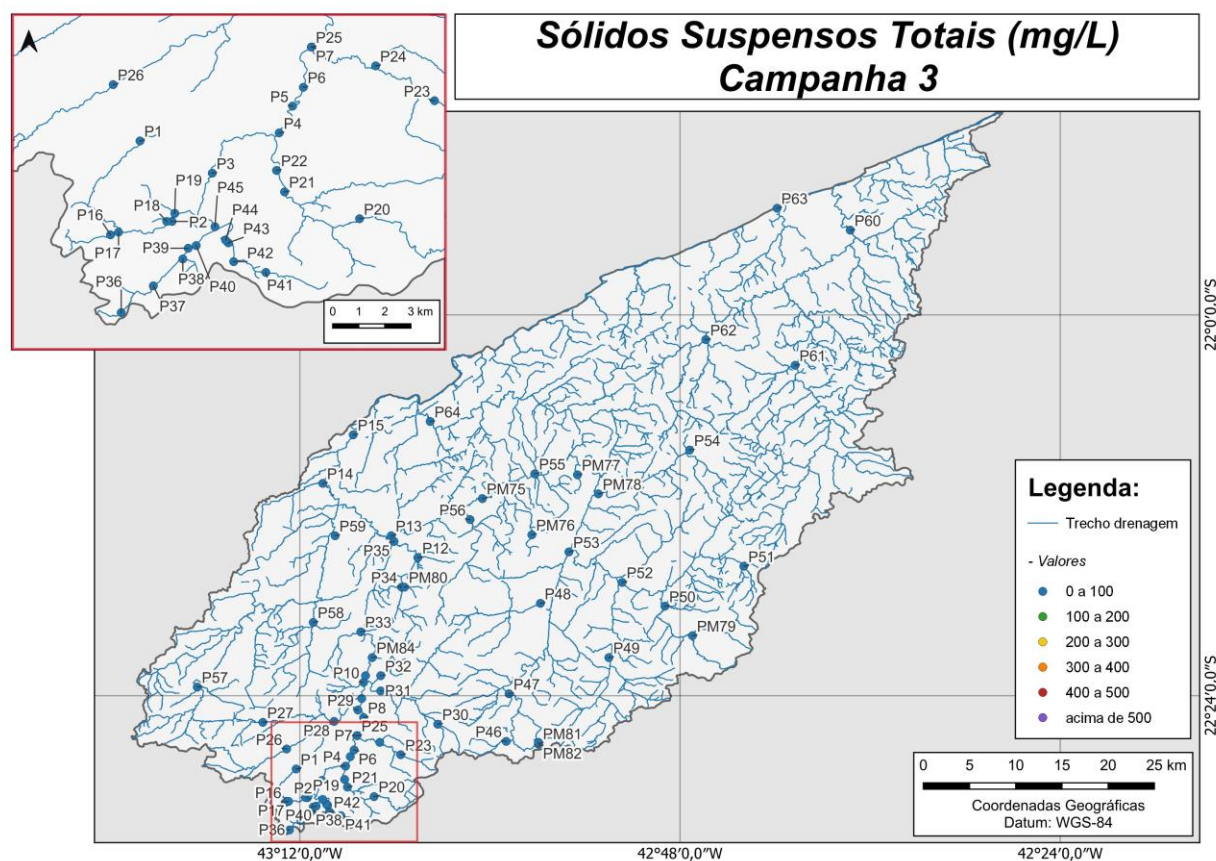 Sólidos Suspensos Totais (mg/L)
Campanha 3
P25
P7
P24
P26
P6
P23
P5
P4
P1
P22
P3
P21
P19
P45
P44
P20
P18
P2
P43
P16
P17
P39
P42
P36
P38
P40
P41
P37
0 1 2 3 km
P63
P60
22°0'0,0"S
P62
P61
P64
P15
P54
P55
PM77
P14
PM78
PM75
P56
P59
P13
PM76
P35
P53
P12
P51
P34
PM80
P52
P48
P50
P58
P33
PM79
PM84
P49
P10
P32
P57
P31
P47
22°24'0,0"S
P29
P8
P27
P28
P25
P30
P7
P46
PM81
P26
P23
PM82
P4
P6
P1
P21
P19
P20
P16
P2
P42
P17
P40
P38
P41
P36
43°12'0,0"W
42°48'0,0"W
42°24'0,0"W
Legenda:
Trecho drenagem
- Valores
0 a 100
100 a 200
200 a 300
300 a 400
400 a 500
acima de 500
0 5 10 15 20 25 km
Coordenadas Geográficas
Datum: WGS-84